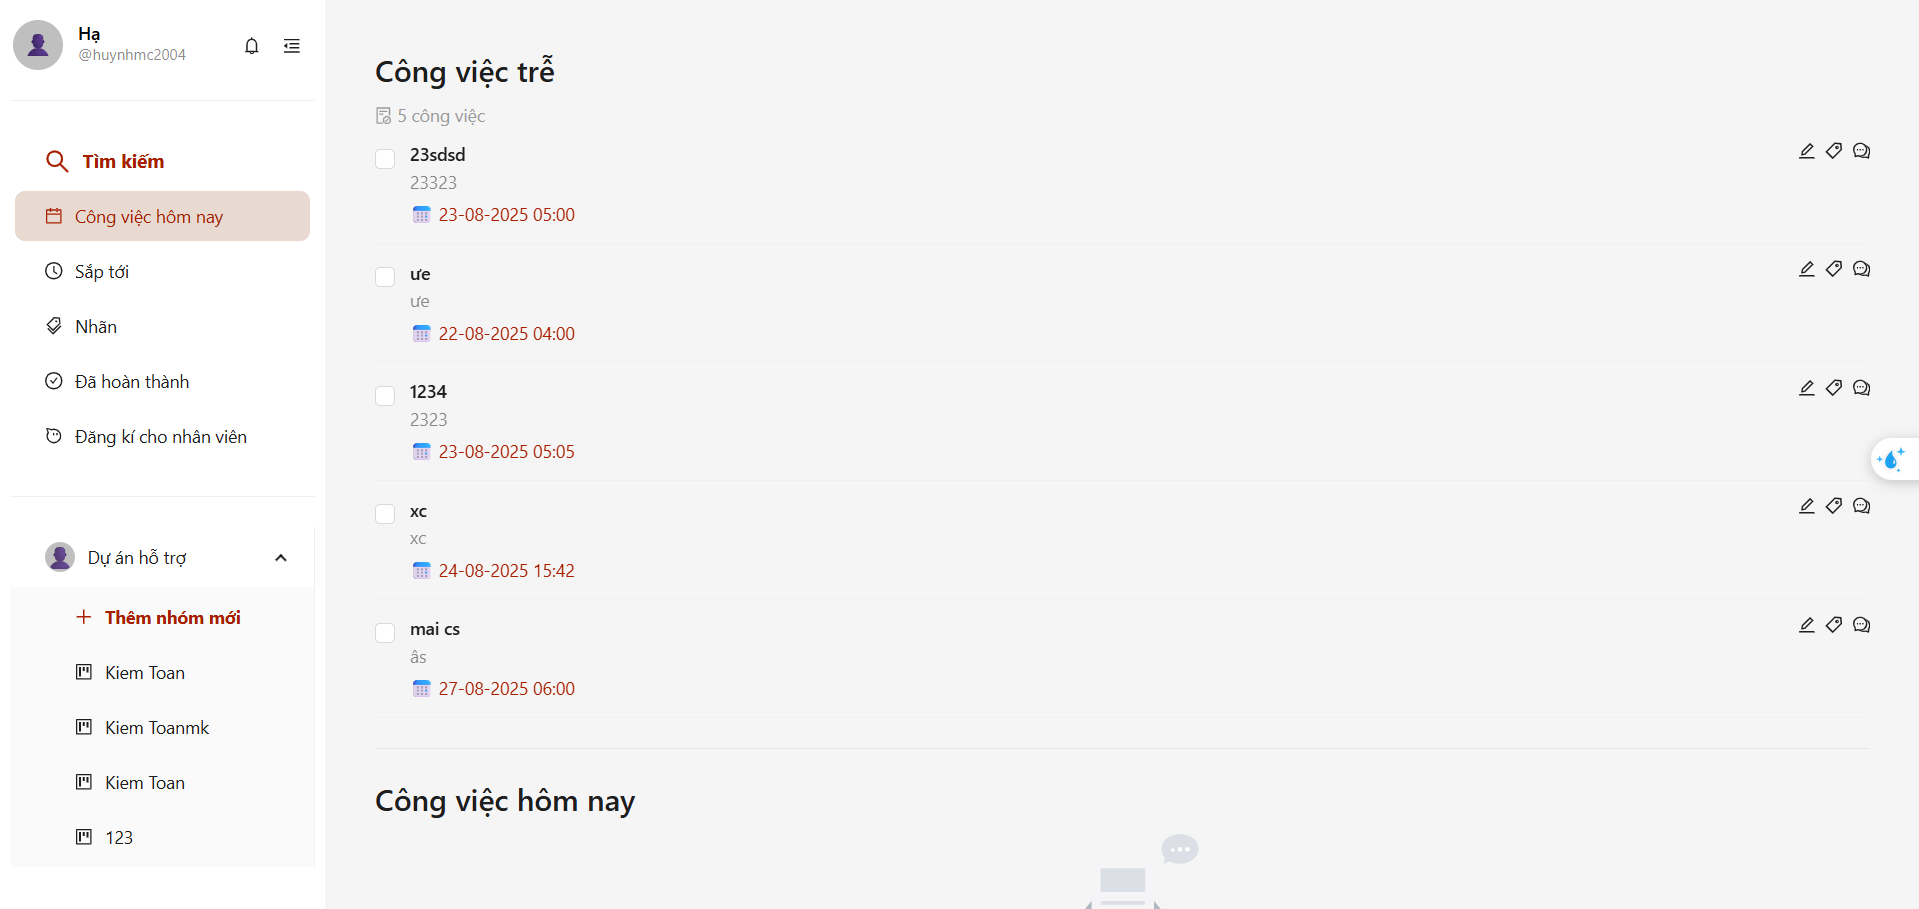 Hạ
@huynhmc2004
Tìm kiếm
Công việc hôm nay
Sắp tới
Nhãn
Đã hoàn thành
Đăng kí cho nhân viên
Dự án hỗ trợ
Thêm nhóm mới
Kiem Toan
Kiem Toanmk
Kiem Toan
123
Công việc trễ
5 công việc
23sdsd
23323
23-08-2025 05:00
ưe
ưe
22-08-2025 04:00
1234
2323
23-08-2025 05:05
xc
xc
24-08-2025 15:42
mai cs
âs
27-08-2025 06:00
Công việc hôm nay